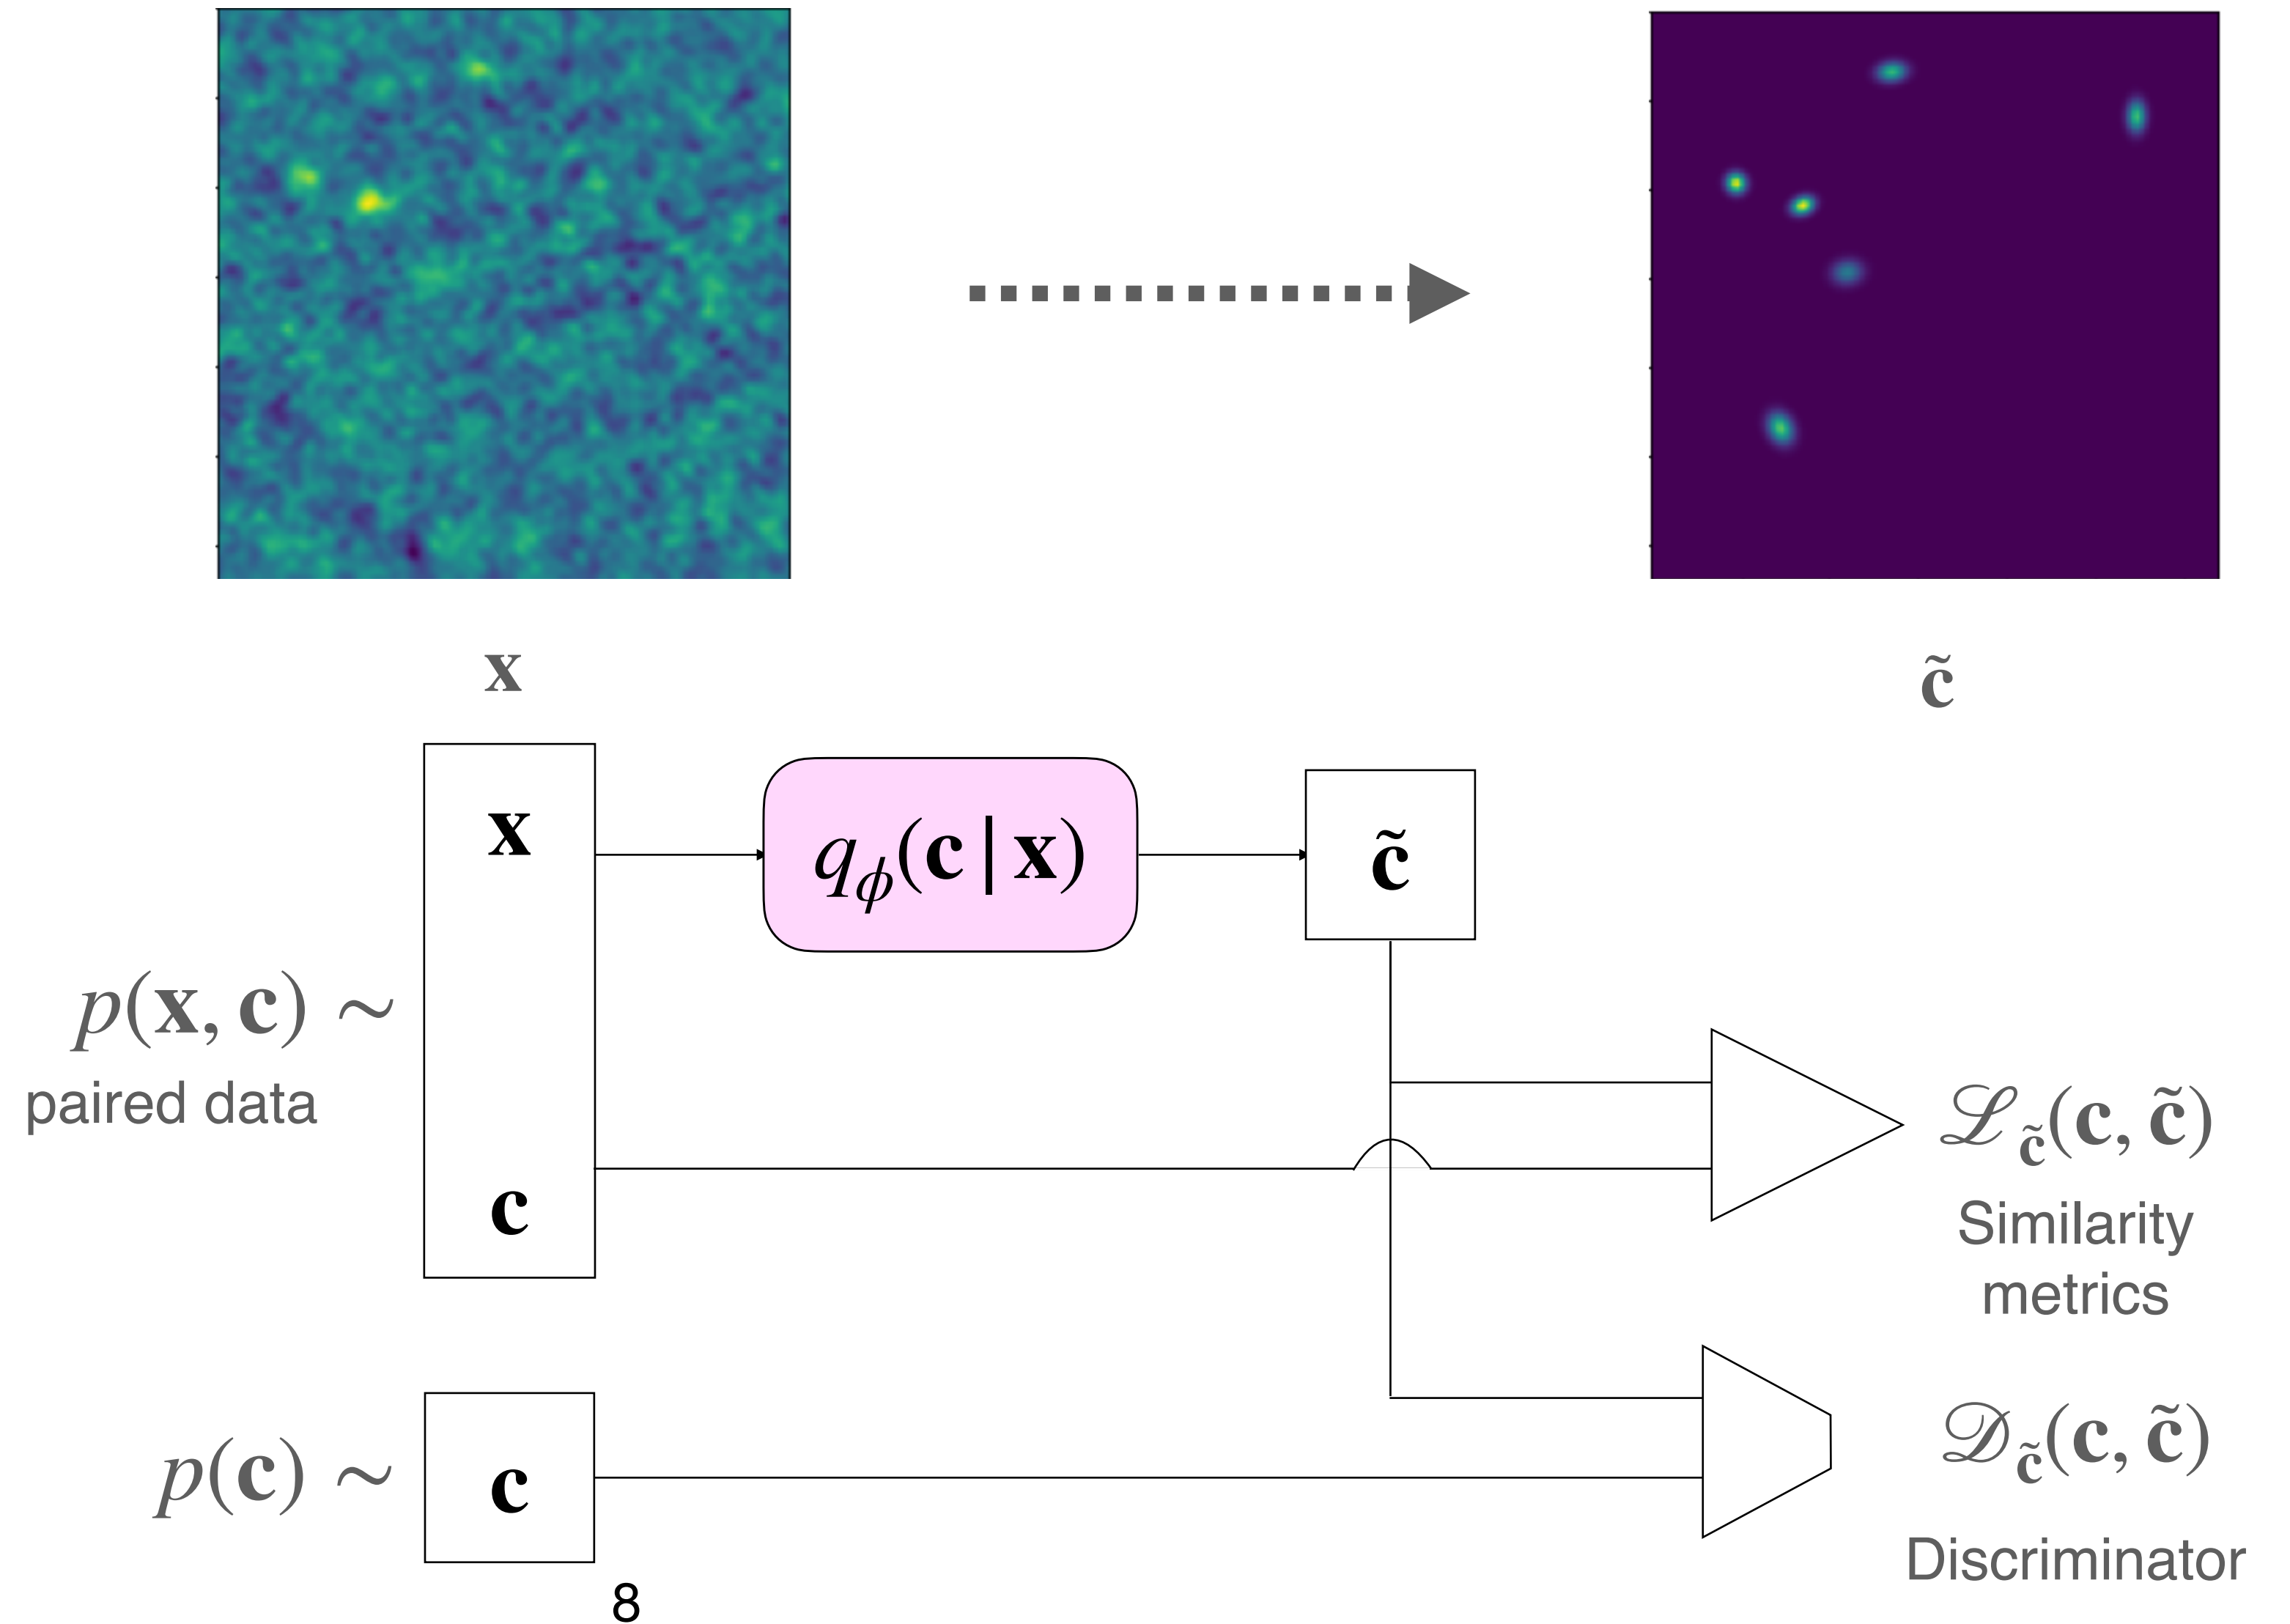 x
c̃
x
q_ϕ(c|x)
c̃
p(x, c) ∼
paired data
ℒ_c̃(c, c̃)
Similarity
metrics
c
p(c) ∼
c
𝒟_c̃(c, c̃)
Discriminator
8